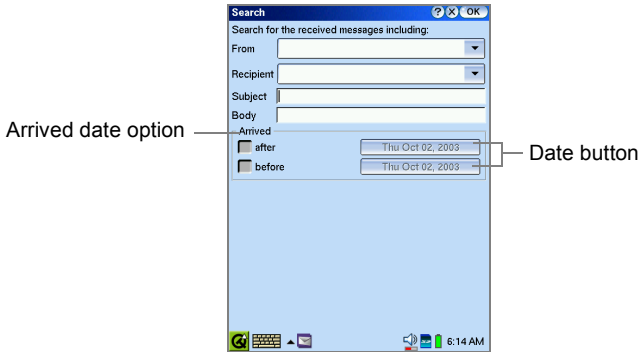 Search ? X OK
Search for the received messages including:
From
Recipient
Subject
Body
Arrived date option
Arrived
after Thu Oct 02, 2003
before Thu Oct 02, 2003
Date button
6:14 AM